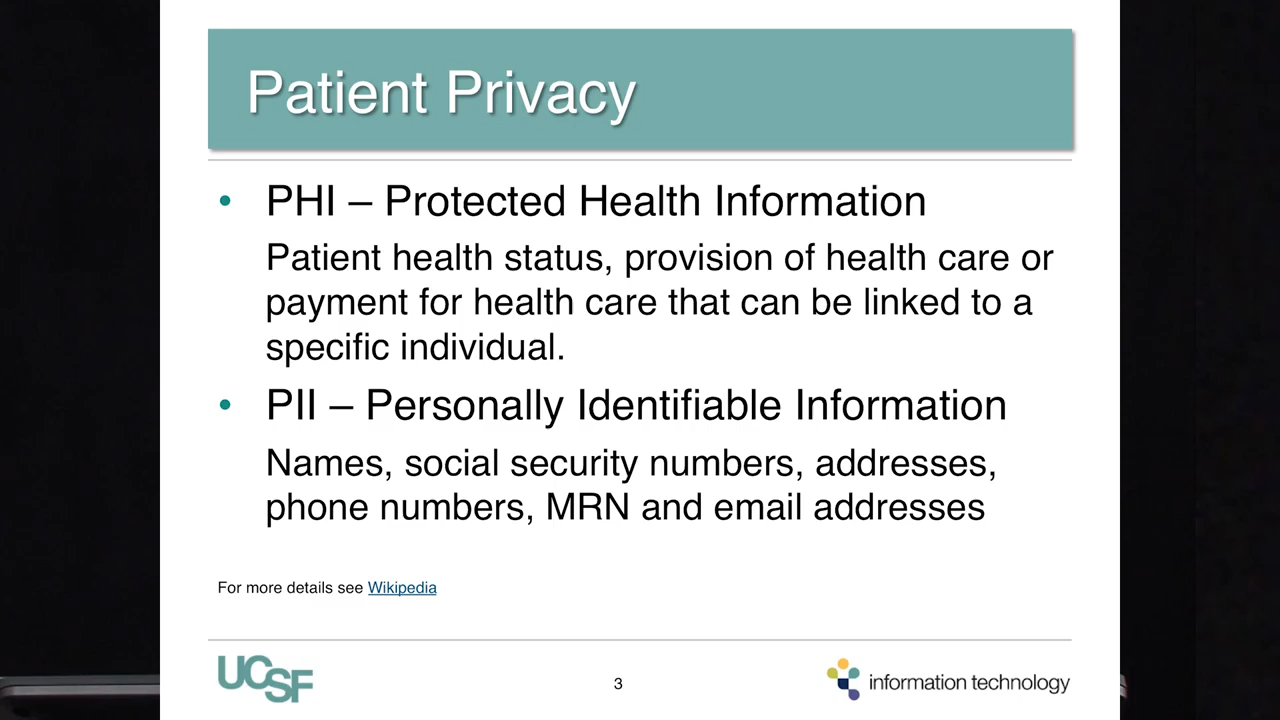 Patient Privacy
• PHI – Protected Health Information
Patient health status, provision of health care or
payment for health care that can be linked to a
specific individual.
• PII – Personally Identifiable Information
Names, social security numbers, addresses,
phone numbers, MRN and email addresses
For more details see Wikipedia
UCSF
3
information technology